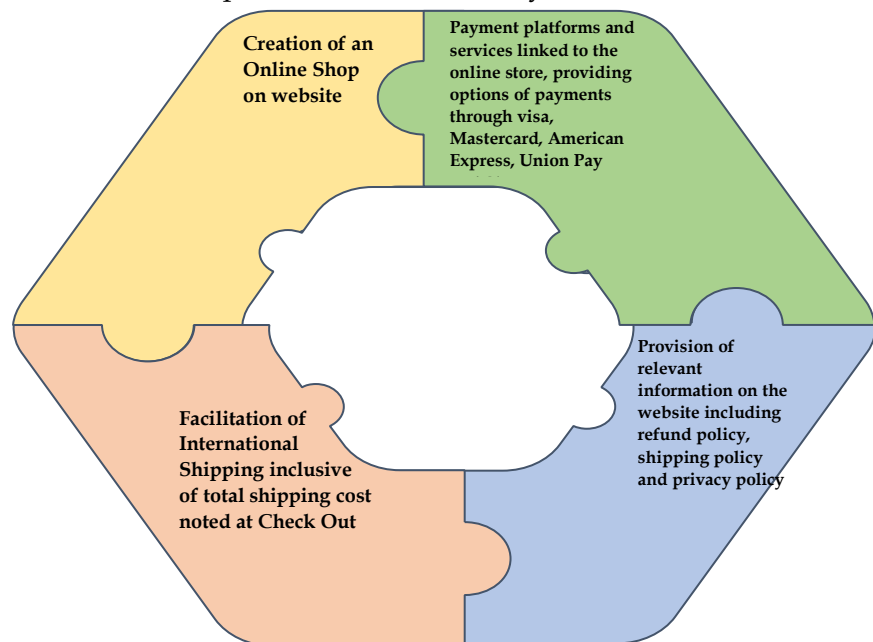 Creation of an
Online Shop
on website
Payment platforms and
services linked to the
online store, providing
options of payments
through visa,
Mastercard, American
Express, Union Pay
Provision of
relevant
information on the
website including
refund policy,
shipping policy
and privacy policy
Facilitation of
International
Shipping inclusive
of total shipping cost
noted at Check Out